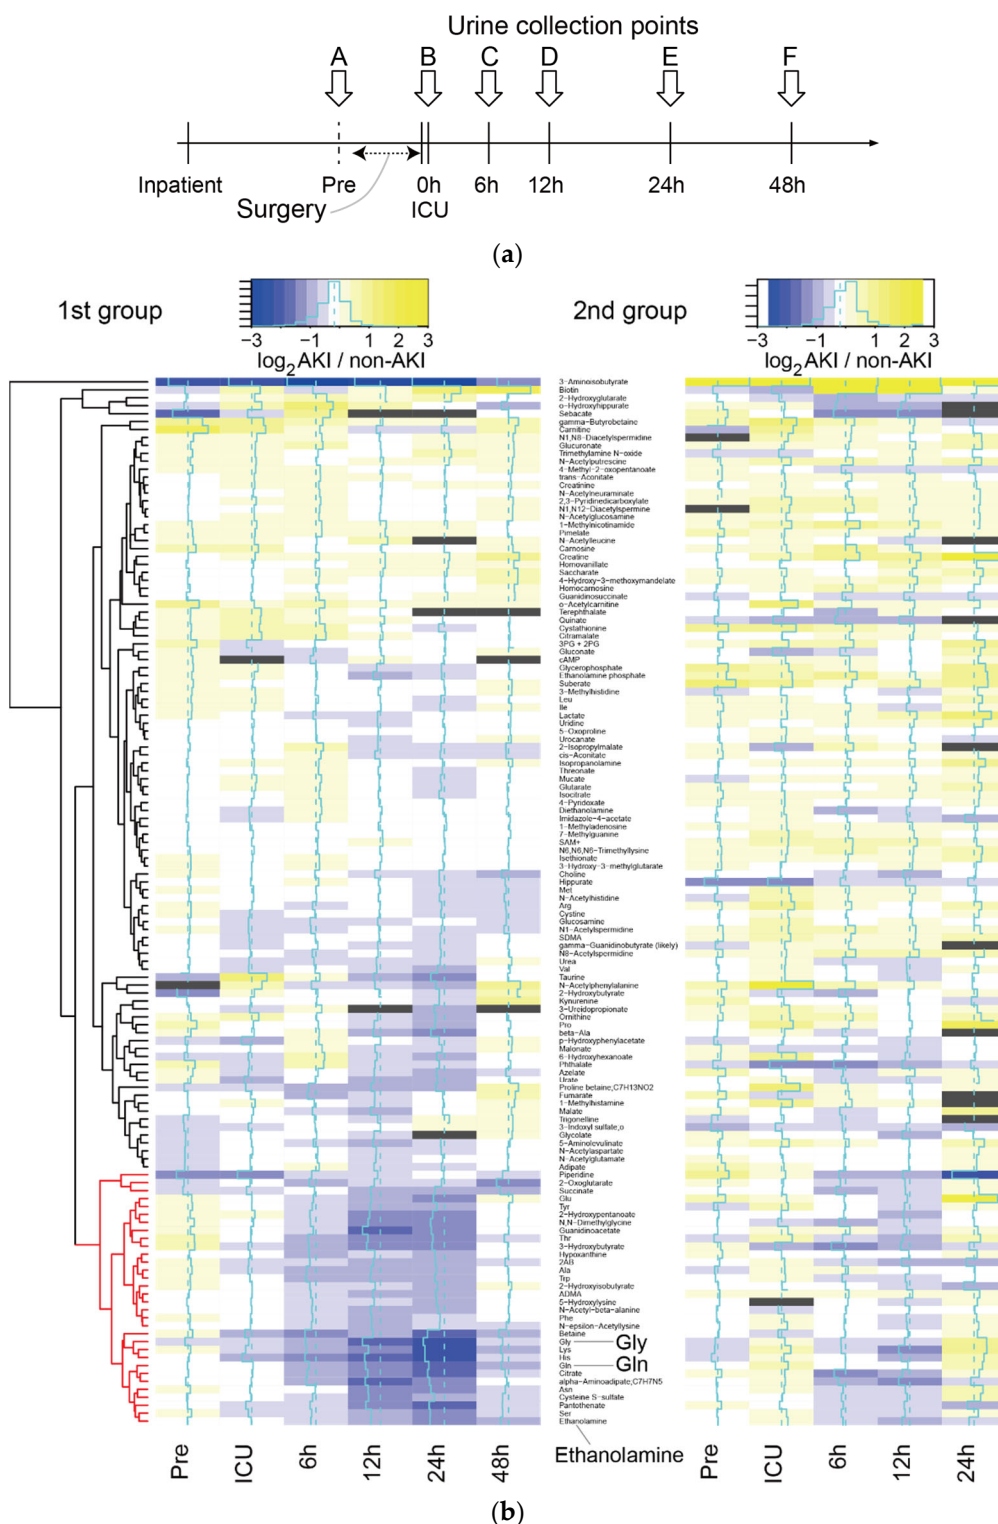 Urine collection points
A B C D E F
Inpatient Pre 0h 6h 12h 24h 48h
Surgery ICU
(a)
1st group
−3 −1 1 2 3
log2AKI / non-AKI
2nd group
−3 −1 1 2 3
log2AKI / non-AKI
3−Aminoisobutyrate
Biotin
2−Hydroxyglutarate
o−Hydroxyhippurate
Sebacate
gamma−Butyrobetaine
Carnitine
N1,N8−Diacetylspermidine
Glucuronate
Trimethylamine N−oxide
N−Acetylputrescine
4−Methyl−2−oxopentanoate
trans−Aconitate
Creatinine
N−Acetylneuraminate
2,3−Pyridinedicarboxylate
N1,N12−Diacetylspermine
N−Acetylglucosamine
1−Methylnicotinamide
Pimelate
N−Acetylleucine
Carnosine
Creatine
Homovanillate
Saccharate
4−Hydroxy−3−methoxymandelate
Homocarnosine
Guanidinosuccinate
o−Acetylcarnitine
Terephthalate
Quinate
Cystathionine
Citramalate
3PG + 2PG
Gluconate
cAMP
Glycerophosphate
Ethanolamine phosphate
Suberate
3−Methylhistidine
Leu
Ile
Lactate
Uridine
5−Oxoproline
Urocanate
2−Isopropylmalate
cis−Aconitate
Isopropanolamine
Threonate
Mucate
Glutarate
Isocitrate
4−Pyridoxate
Diethanolamine
Imidazole−4−acetate
1−Methyladenosine
7−Methylguanine
SAM+
N6,N6,N6−Trimethyllysine
Isethionate
3−Hydroxy−3−methylglutarate
Choline
Hippurate
Met
N−Acetylhistidine
Arg
Cystine
Glucosamine
N1−Acetylspermidine
SDMA
gamma−Guanidinobutyrate (likely)
N8−Acetylspermidine
Urea
Val
Taurine
N−Acetylphenylalanine
2−Hydroxybutyrate
Kynurenine
3−Ureidopropionate
Ornithine
Pro
beta−Ala
p−Hydroxyphenylacetate
Malonate
6−Hydroxyhexanoate
Phthalate
Azelate
Urate
Proline betaine;C7H13NO2
Fumarate
1−Methylhistamine
Malate
Trigonelline
3−Indoxyl sulfate,o
Glycolate
5−Aminolevulinate
N−Acetylaspartate
N−Acetylglutamate
Adipate
Piperidine
2−Oxoglutarate
Succinate
Glu
Tyr
2−Hydroxypentanoate
N,N−Dimethylglycine
Guanidinoacetate
Thr
3−Hydroxybutyrate
Hypoxanthine
2AB
Ala
Trp
2−Hydroxyisobutyrate
ADMA
5−Hydroxylysine
N−Acetyl−beta−alanine
Phe
N−epsilon−Acetyllysine
Betaine
Gly Gly
Lys
His
Gln Gln
Citrate
alpha−Aminoadipate;C7H7N5
Asn
Cysteine S−sulfate
Pantothenate
Ser
Ethanolamine
Ethanolamine
Pre ICU 6h 12h 24h 48h
Pre ICU 6h 12h 24h
(b)